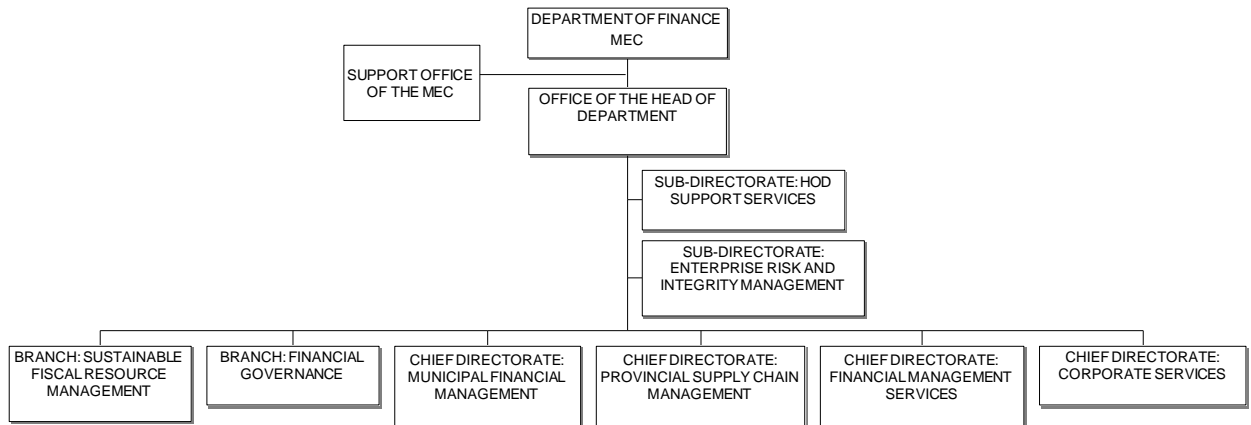 DEPARTMENT OF FINANCE
MEC
SUPPORT OFFICE
OF THE MEC
OFFICE OF THE HEAD OF
DEPARTMENT
SUB-DIRECTORATE: HOD
SUPPORT SERVICES
SUB-DIRECTORATE:
ENTERPRISE RISK AND
INTEGRITY MANAGEMENT
BRANCH: SUSTAINABLE
FISCAL RESOURCE
MANAGEMENT
BRANCH: FINANCIAL
GOVERNANCE
CHIEF DIRECTORATE:
MUNICIPAL FINANCIAL
MANAGEMENT
CHIEF DIRECTORATE:
PROVINCIAL SUPPLY CHAIN
MANAGEMENT
CHIEF DIRECTORATE:
FINANCIAL MANAGEMENT
SERVICES
CHIEF DIRECTORATE:
CORPORATE SERVICES